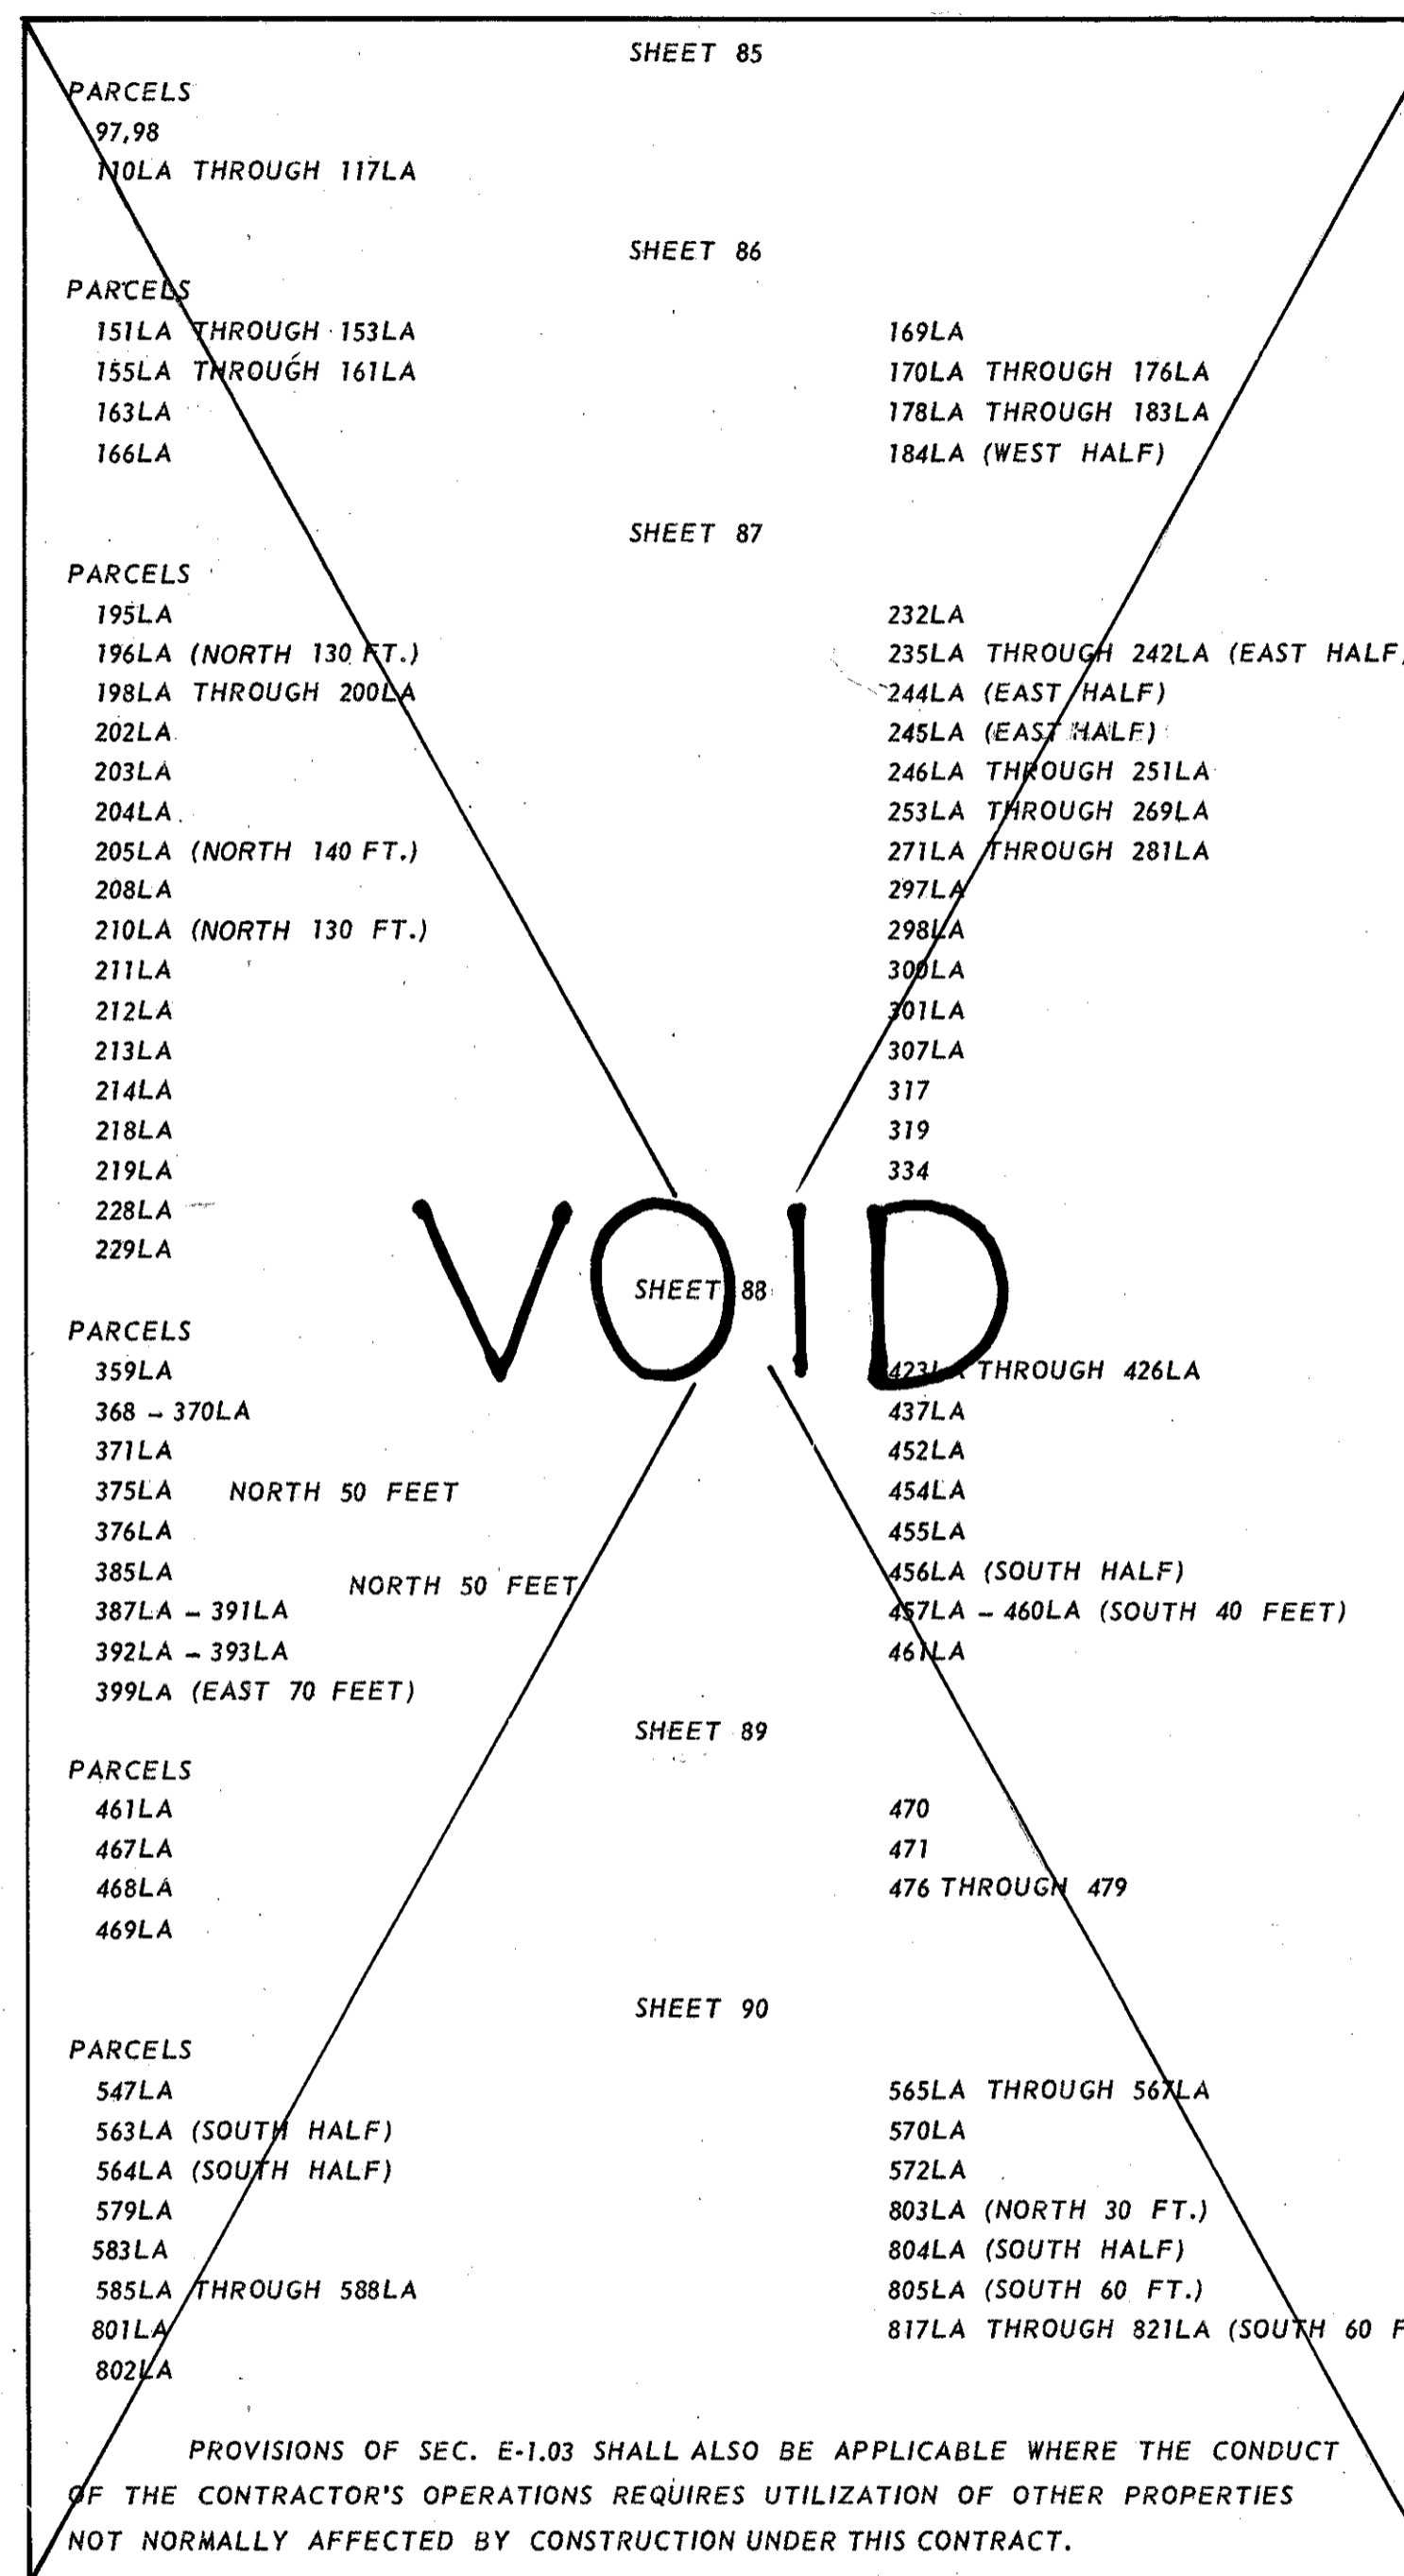 SHEET 85
PARCELS
97,98
110LA THROUGH 117LA
SHEET 86
PARCELS
151LA THROUGH 153LA
155LA THROUGH 161LA
163LA
166LA
169LA
170LA THROUGH 176LA
178LA THROUGH 183LA
184LA (WEST HALF)
SHEET 87
PARCELS
195LA
196LA (NORTH 130 FT.)
198LA THROUGH 200LA
202LA
203LA
204LA
205LA (NORTH 140 FT.)
208LA
210LA (NORTH 130 FT.)
211LA
212LA
213LA
214LA
218LA
219LA
228LA
229LA
232LA
235LA THROUGH 242LA (EAST HALF)
244LA (EAST HALF)
245LA (EAST HALF)
246LA THROUGH 251LA
253LA THROUGH 269LA
271LA THROUGH 281LA
297LA
298LA
300LA
301LA
307LA
317
319
334
VOID
SHEET 88
PARCELS
359LA
368 - 370LA
371LA
375LA NORTH 50 FEET
376LA
385LA
NORTH 50 FEET
387LA - 391LA
392LA - 393LA
399LA (EAST 70 FEET)
423LA THROUGH 426LA
437LA
452LA
454LA
455LA
456LA (SOUTH HALF)
457LA - 460LA (SOUTH 40 FEET)
461LA
SHEET 89
PARCELS
461LA
467LA
468LA
469LA
470
471
476 THROUGH 479
SHEET 90
PARCELS
547LA
563LA (SOUTH HALF)
564LA (SOUTH HALF)
579LA
583LA
585LA THROUGH 588LA
801LA
802LA
565LA THROUGH 567LA
570LA
572LA
803LA (NORTH 30 FT.)
804LA (SOUTH HALF)
805LA (SOUTH 60 FT.)
817LA THROUGH 821LA (SOUTH 60 F
PROVISIONS OF SEC. E-1.03 SHALL ALSO BE APPLICABLE WHERE THE CONDUCT
OF THE CONTRACTOR'S OPERATIONS REQUIRES UTILIZATION OF OTHER PROPERTIES
NOT NORMALLY AFFECTED BY CONSTRUCTION UNDER THIS CONTRACT.